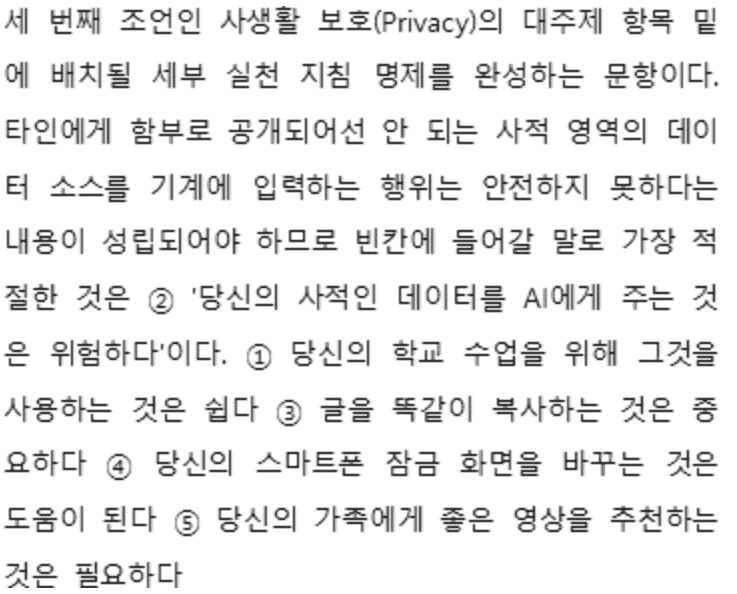 세 번째 조언인 사생활 보호(Privacy)의 대주제 항목 밑
에 배치될 세부 실천 지침 명제를 완성하는 문항이다.
타인에게 함부로 공개되어선 안 되는 사적 영역의 데이
터 소스를 기계에 입력하는 행위는 안전하지 못하다는
내용이 성립되어야 하므로 빈칸에 들어갈 말로 가장 적
절한 것은 ② '당신의 사적인 데이터를 AI에게 주는 것
은 위험하다'이다. ① 당신의 학교 수업을 위해 그것을
사용하는 것은 쉽다 ③ 글을 똑같이 복사하는 것은 중
요하다 ④ 당신의 스마트폰 잠금 화면을 바꾸는 것은
도움이 된다 ⑤ 당신의 가족에게 좋은 영상을 추천하는
것은 필요하다